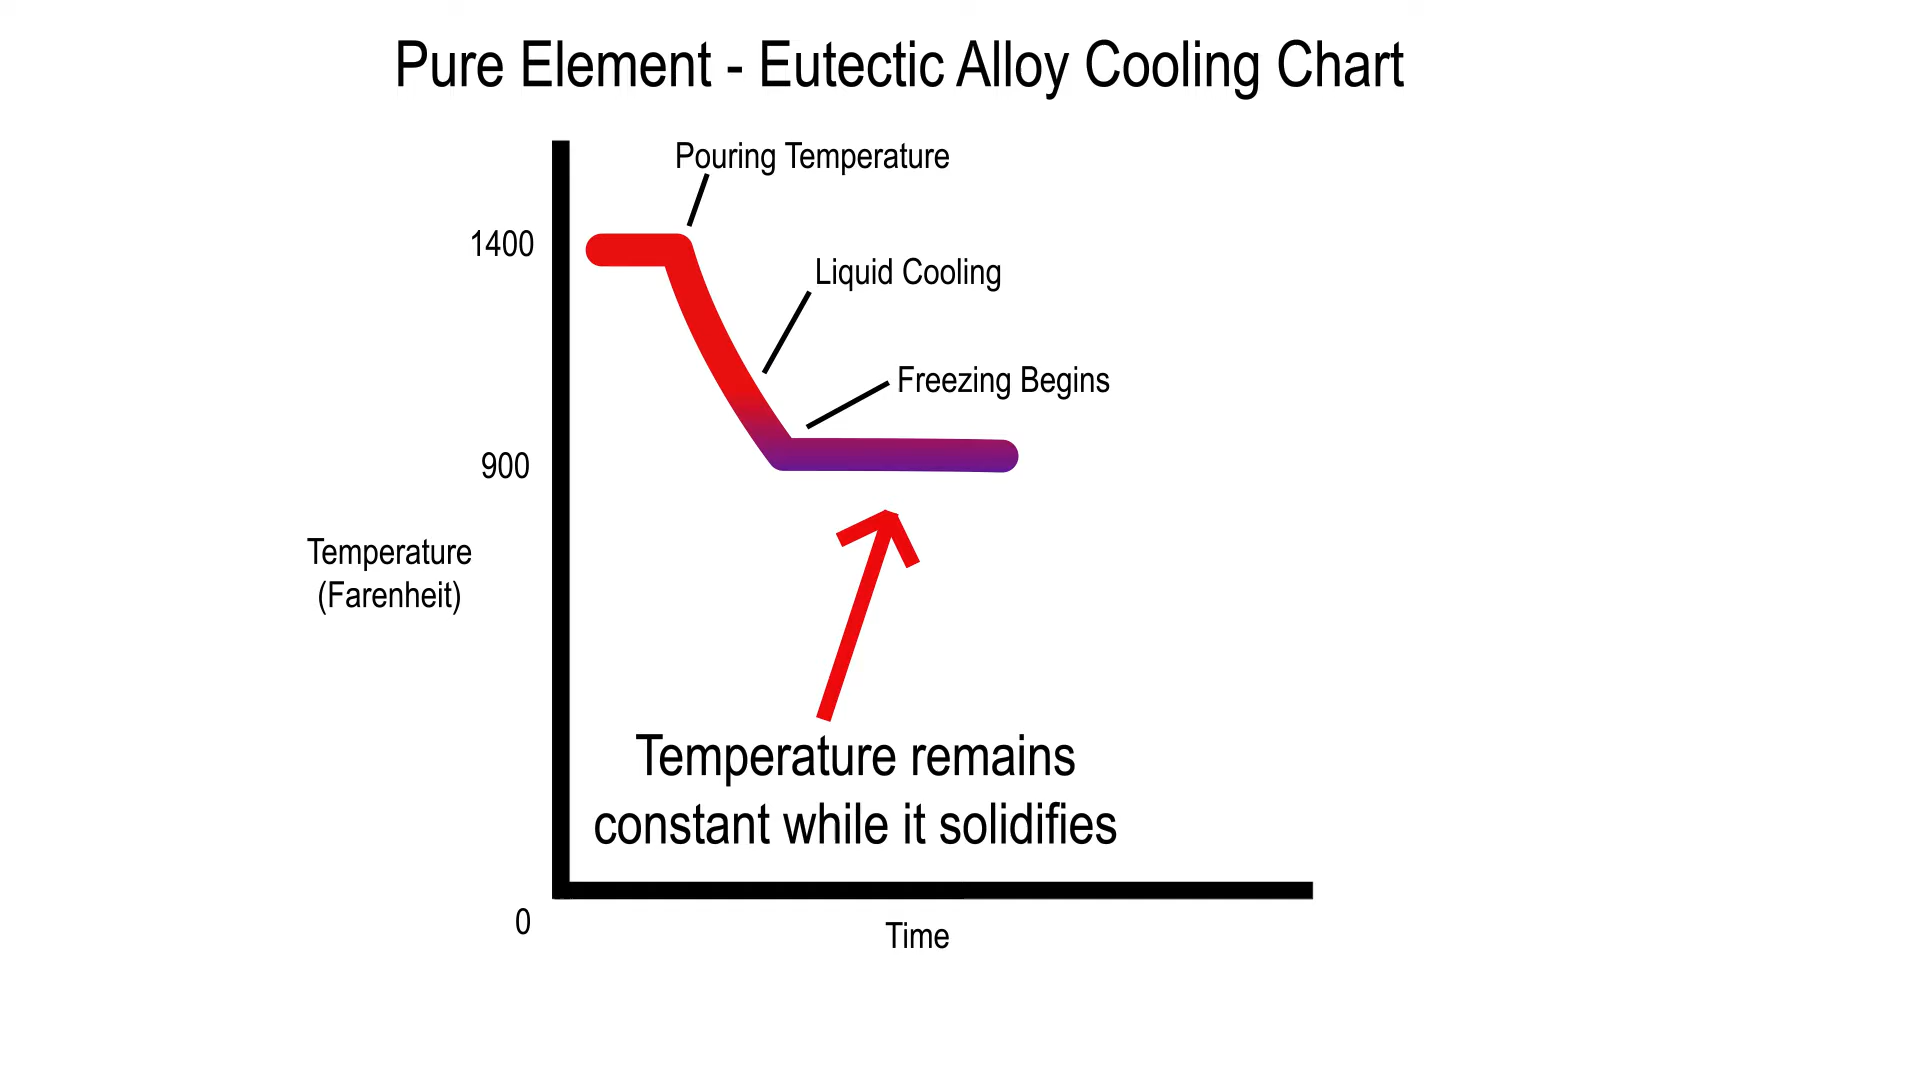 Pure Element - Eutectic Alloy Cooling Chart
Pouring Temperature
1400
Liquid Cooling
Freezing Begins
900
Temperature
(Farenheit)
Temperature remains
constant while it solidifies
0
Time